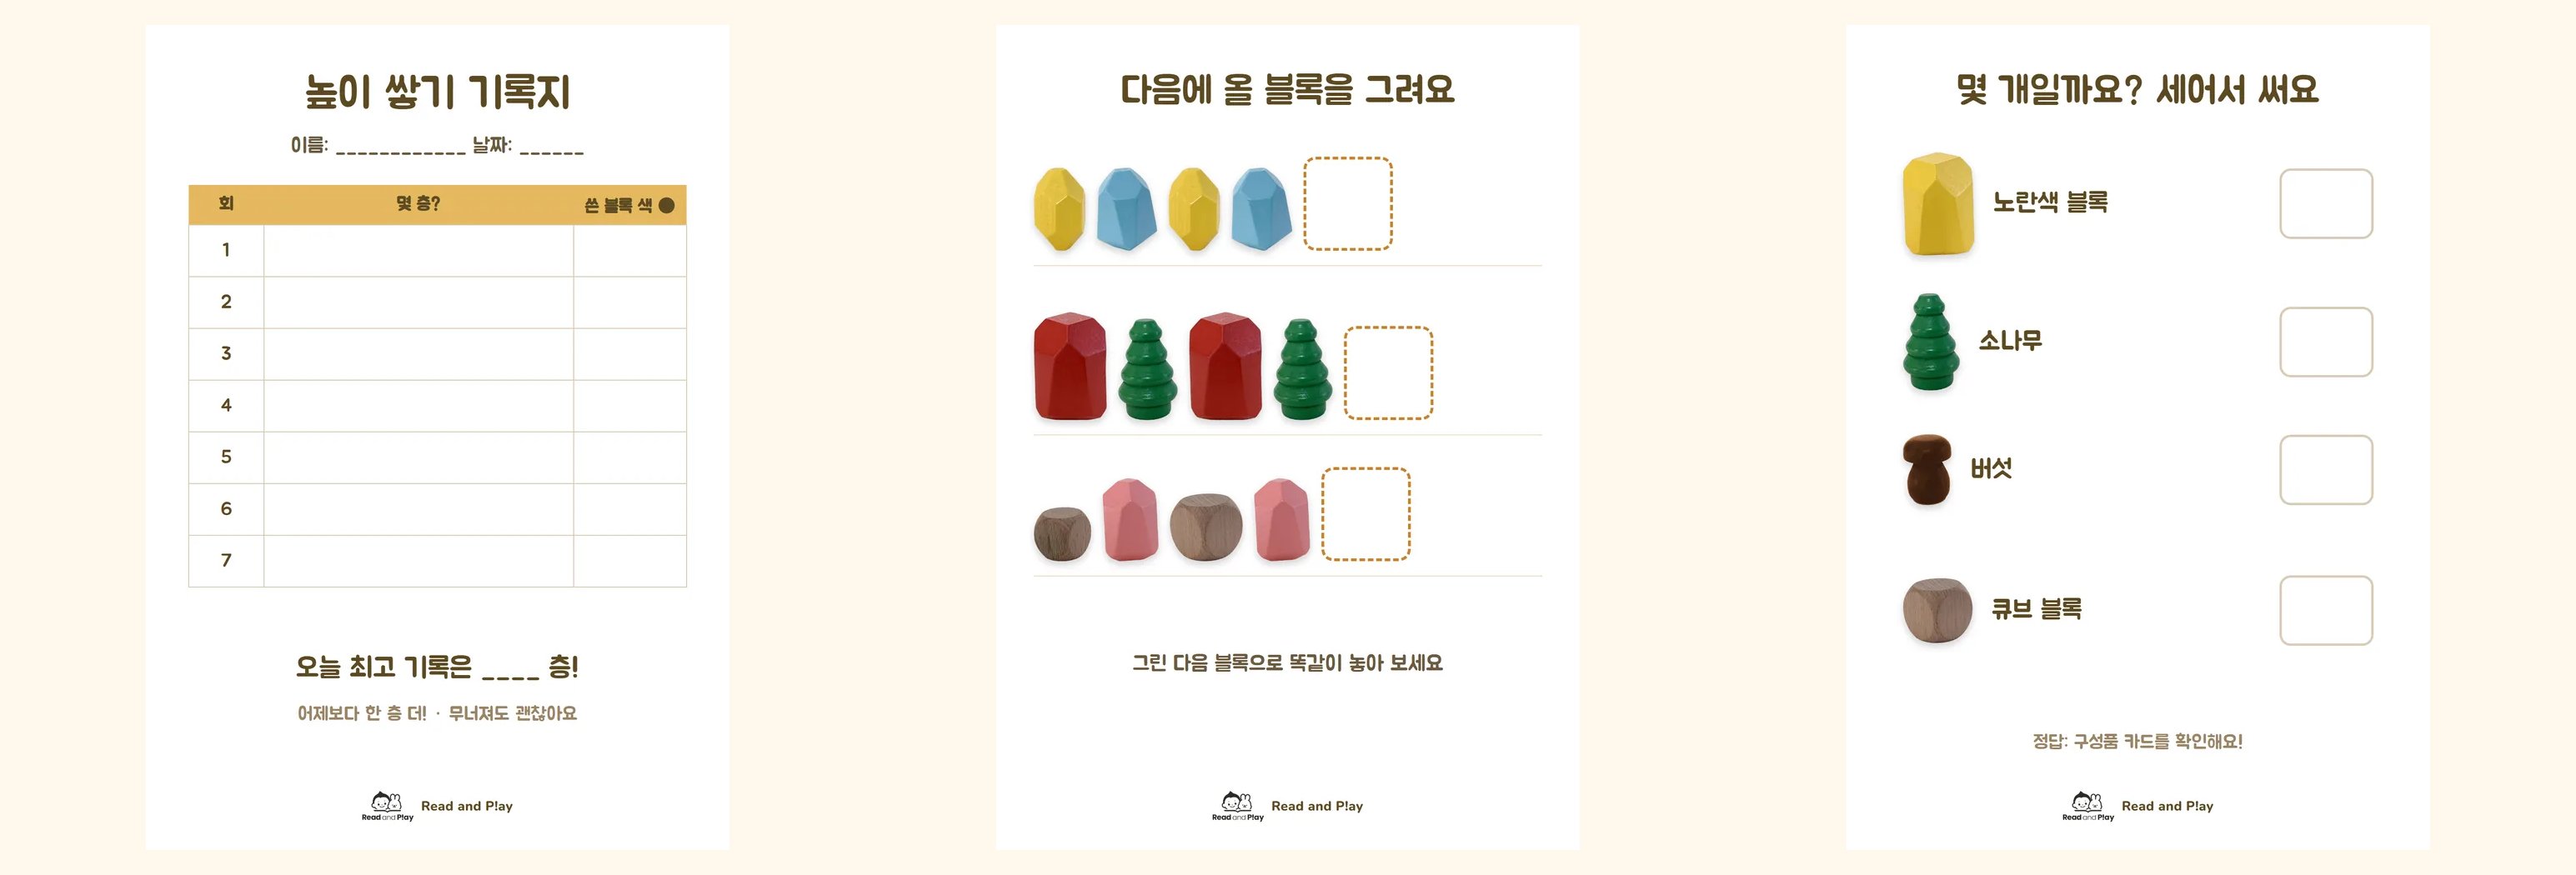 높이 쌓기 기록지
이름: ____________ 날짜: ______
회 몇 층? 쓴 블록 색 ●
1
2
3
4
5
6
7
오늘 최고 기록은 ____ 층!
어제보다 한 층 더! · 무너져도 괜찮아요
Read and Play
Read and Play
다음에 올 블록을 그려요
그린 다음 블록으로 똑같이 놓아 보세요
Read and Play
Read and Play
몇 개일까요? 세어서 써요
노란색 블록
소나무
버섯
큐브 블록
정답: 구성품 카드를 확인해요!
Read and Play
Read and Play